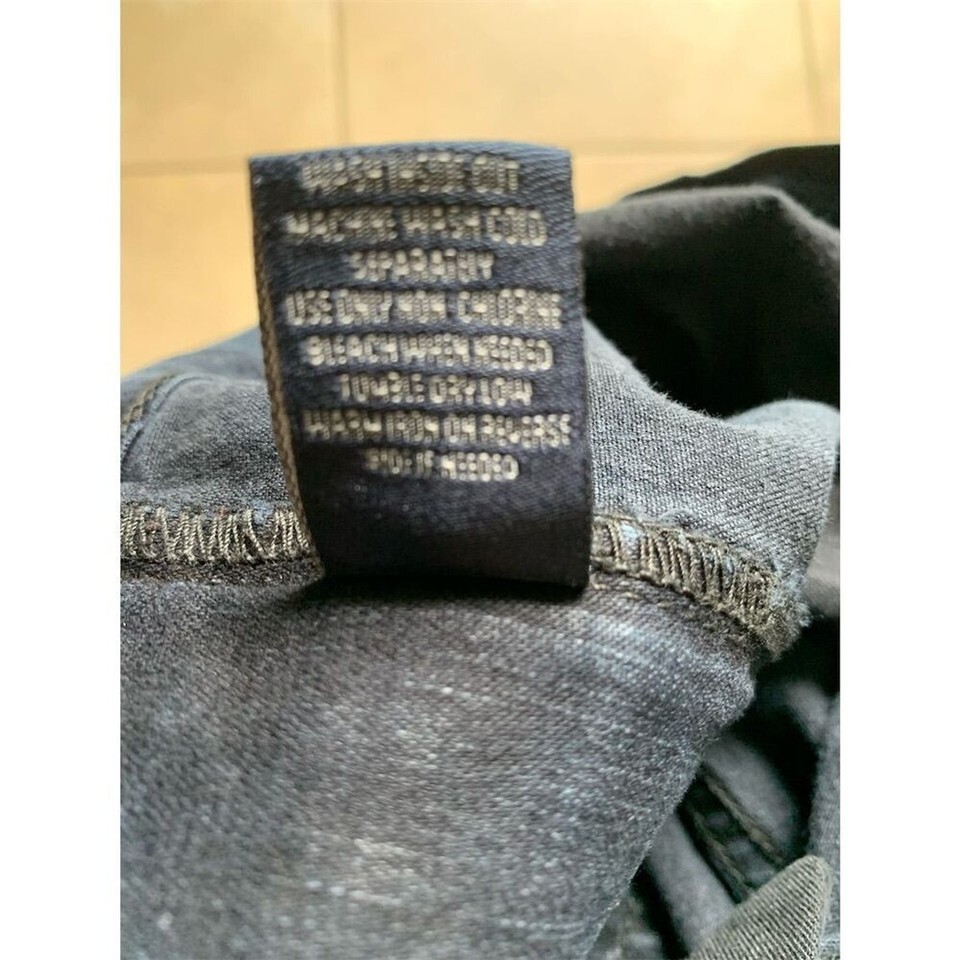 WASH INSIDE OUT
MACHINE WASH COLD
SEPARATLY
USE ONLY NON-CHLORINE
BLEACH WHEN NEEDED
TUMBLE DRY LOW
WARM IRON ON REVERSE
SIDE IF NEEDED